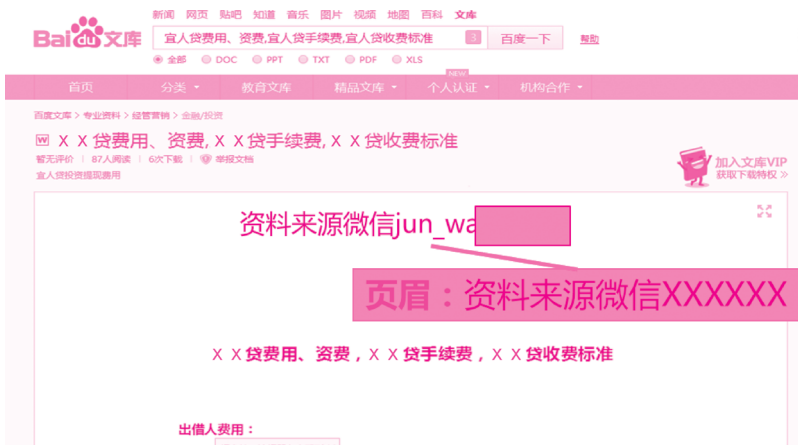 新闻 网页 贴吧 知道 音乐 图片 视频 地图 百科 文库
Baidu文库
宜人贷费用、资费,宜人贷手续费,宜人贷收费标准
百度一下
帮助
全部 DOC PPT TXT PDF XLS
NEW
首页 分类 教育文库 精品文库 个人认证 机构合作
百度文库 > 专业资料 > 经管营销 > 金融/投资
W X X 贷费用、资费, X X 贷手续费, X X 贷收费标准
暂无评价 | 87人阅读 | 6次下载 | 举报文档
宜人贷投资提现费用
加入文库VIP
获取下载特权 >>
资料来源微信jun_wa
页眉：资料来源微信XXXXXX
X X 贷费用、资费，X X 贷手续费，X X 贷收费标准
出借人费用：